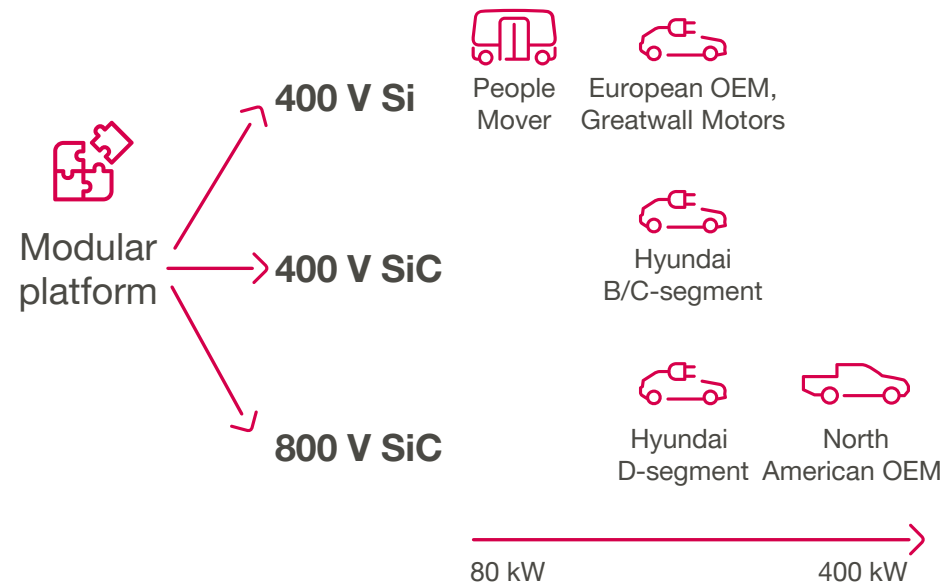 Modular
platform
400 V Si
People
Mover
European OEM,
Greatwall Motors
400 V SiC
Hyundai
B/C-segment
800 V SiC
Hyundai
D-segment
North
American OEM
80 kW
400 kW